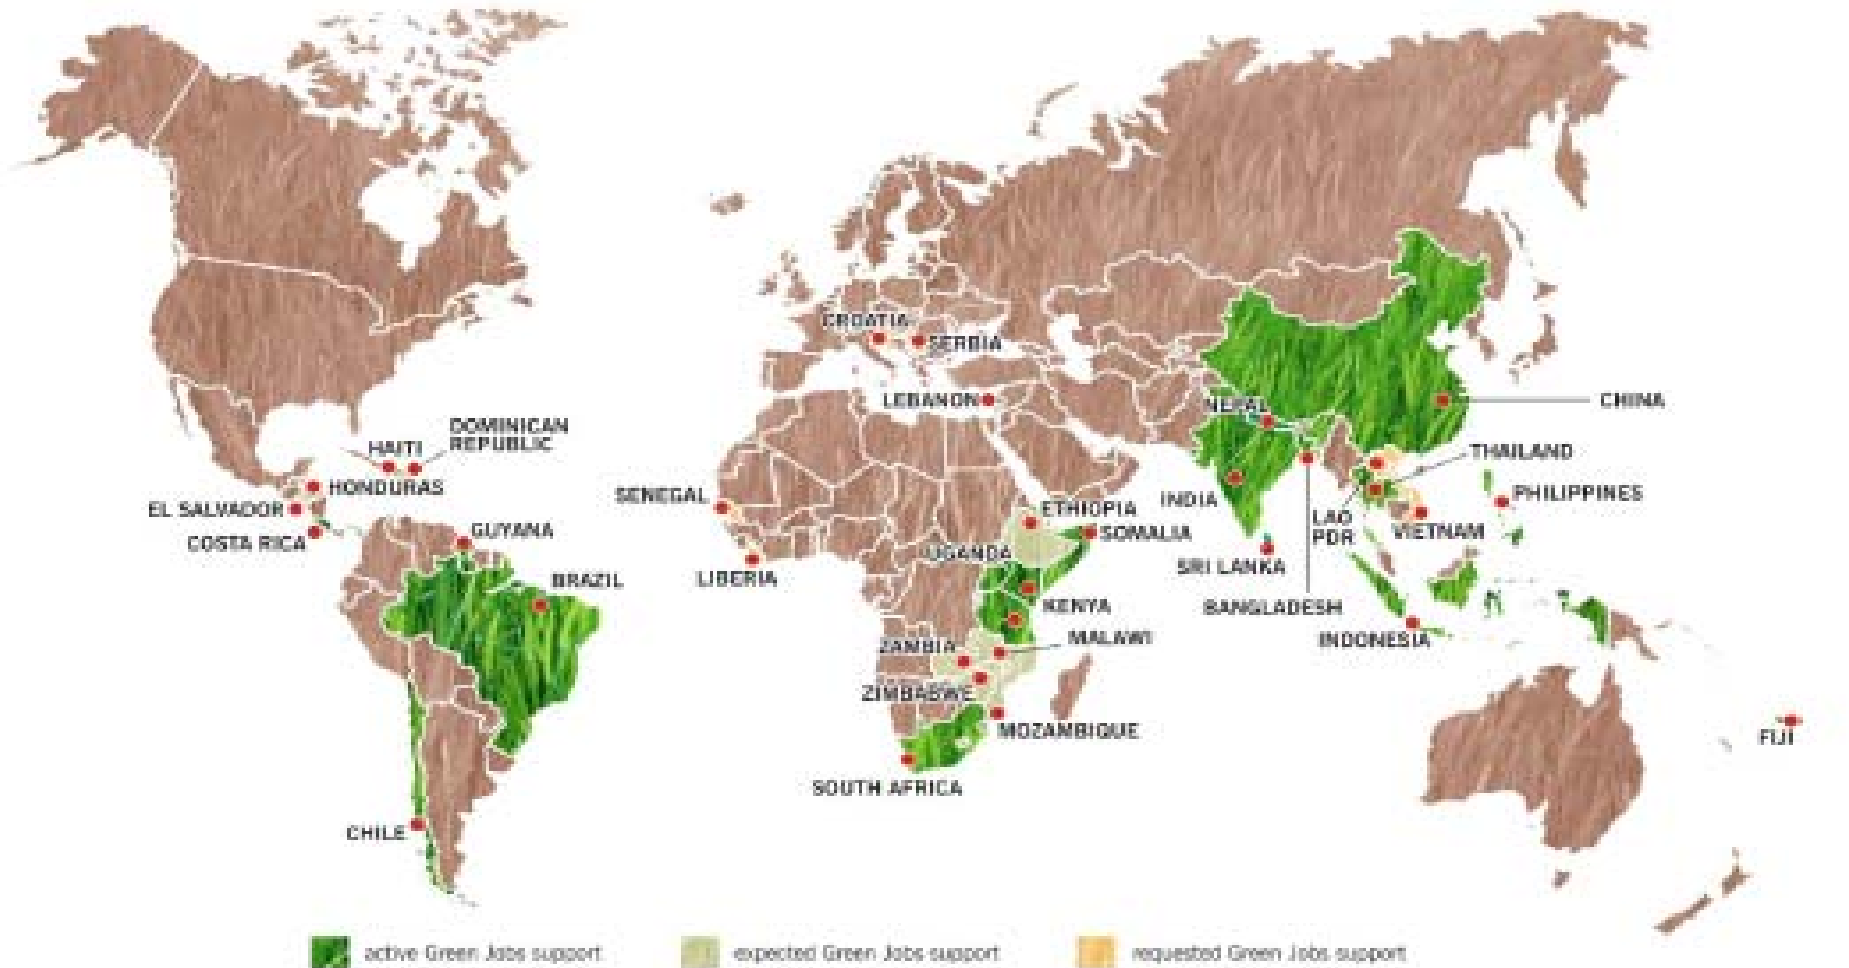 CROATIA
SERBIA
LEBANON
NEPAL
CHINA
DOMINICAN
REPUBLIC
HAITI
THAILAND
HONDURAS
SENEGAL
INDIA
PHILIPPINES
EL SALVADOR
ETHIOPIA
SOMALIA
LAO
PDR
VIETNAM
COSTA RICA
GUYANA
UGANDA
SRI LANKA
LIBERIA
BRAZIL
KENYA
BANGLADESH
ZAMBIA
MALAWI
INDONESIA
ZIMBABWE
MOZAMBIQUE
FIJI
SOUTH AFRICA
CHILE
active Green Jobs support
expected Green Jobs support
requested Green Jobs support